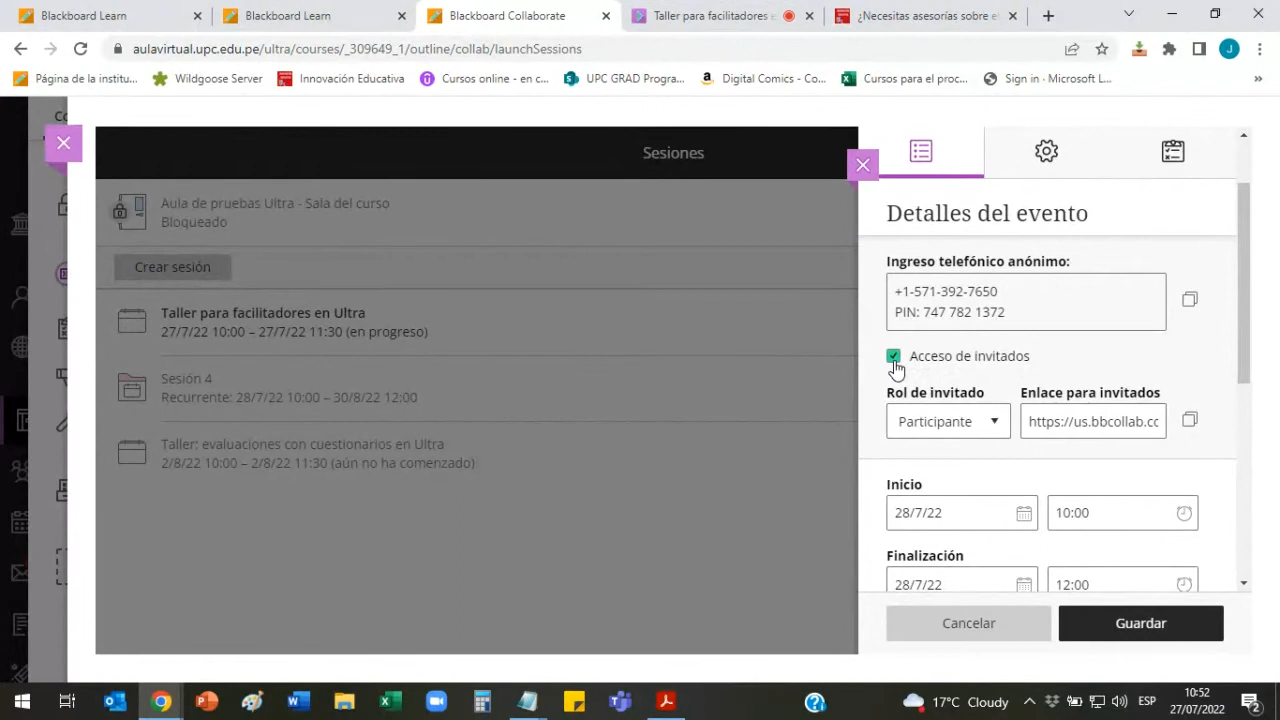 Blackboard Learn
Blackboard Learn
Blackboard Collaborate
Taller para facilitadores e
¿Necesitas asesorías sobre e
aulavirtual.upc.edu.pe/ultra/courses/_309649_1/outline/collab/launchSessions
J
Página de la institu...
Wildgoose Server
Innovación Educativa
Cursos online - en c...
UPC GRAD Progra...
Digital Comics - Co...
Cursos para el proc...
Sign in - Microsoft L...
»
Co
Sesiones
Aula de pruebas Ultra - Sala del curso
Bloqueado
Crear sesión
Taller para facilitadores en Ultra
27/7/22 10:00 – 27/7/22 11:30 (en progreso)
Sesión 4
Recurrente: 28/7/22 10:00 – 30/8/22 12:00
Taller: evaluaciones con cuestionarios en Ultra
2/8/22 10:00 – 2/8/22 11:30 (aún no ha comenzado)
Detalles del evento
Ingreso telefónico anónimo:
+1-571-392-7650
PIN: 747 782 1372
Acceso de invitados
Rol de invitado
Enlace para invitados
Participante
https://us.bbcollab.cc
Inicio
28/7/22
10:00
Finalización
28/7/22
12:00
Cancelar
Guardar
17°C Cloudy
ESP
10:52
27/07/2022
2